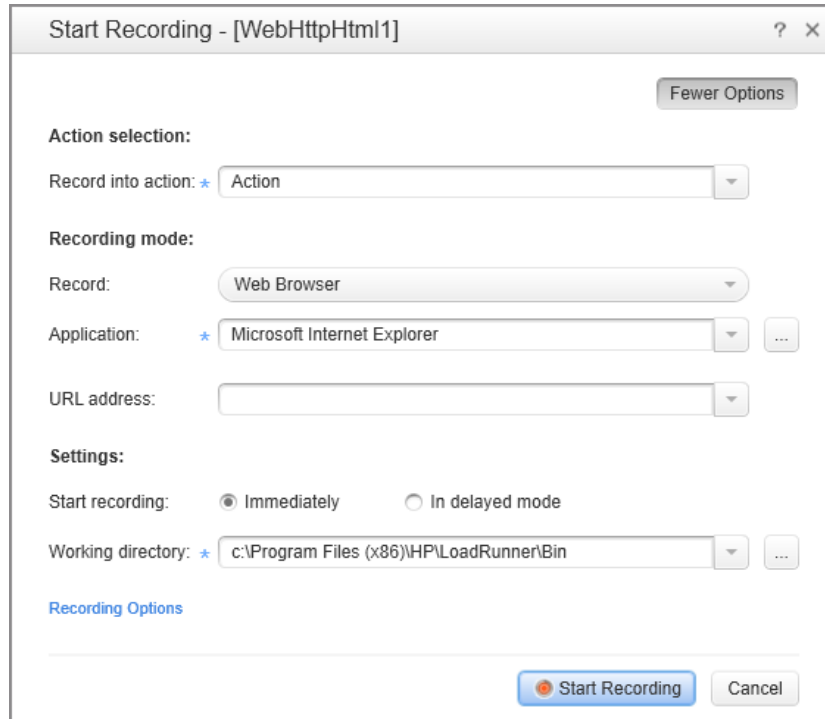 Start Recording - [WebHttpHtml1] ? ×
Fewer Options
Action selection:
Record into action: * Action
Recording mode:
Record: Web Browser
Application: * Microsoft Internet Explorer ...
URL address:
Settings:
Start recording: Immediately In delayed mode
Working directory: * c:\Program Files (x86)\HP\LoadRunner\Bin ...
Recording Options
Start Recording Cancel